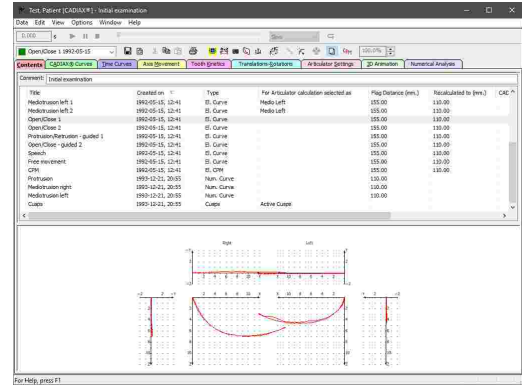 Test, Patient [CADIAX®] - [Initial examination]
Data Edit View Options Window Help
0.000 s
Open/Close 1 1992-05-15
100.0%
Contents CADIAX® Curves Time Curves Axis Movement Tooth Kinetics Translations-Rotations Articulator Settings 3D Animation Numerical Analysis
Comment: Initial examination
Title Created on Type For Articulator calculation selected as Flag Distance (mm.) Recalculated to (mm.) CAD
Mediotrusion left 1 1992-05-15, 12:41 El. Curve Medio Left 155.00 110.00
Mediotrusion left 2 1992-05-15, 12:41 El. Curve Medio Left 155.00 110.00
Open/Close 1 1992-05-15, 12:41 El. Curve 155.00 110.00
Open/Close 2 1992-05-15, 12:41 El. Curve 155.00 110.00
Protrusion/Retrusion - guided 1 1992-05-15, 12:41 El. Curve 155.00 110.00
Open/Close - guided 2 1992-05-15, 12:41 El. Curve 155.00 110.00
Speech 1992-05-15, 12:41 El. Curve 155.00 110.00
Free movement 1992-05-15, 12:41 El. Curve 155.00 110.00
CPM 1992-05-15, 12:41 El. CPM 155.00 110.00
Protrusion 1993-12-21, 20:55 Num. Curve 110.00
Mediotrusion right 1993-12-21, 20:55 Num. Curve 110.00
Mediotrusion left 1993-12-21, 20:55 Num. Curve 110.00
Cusps 1993-12-21, 20:55 Cusps Active Cusps
Right Left
For Help, press F1